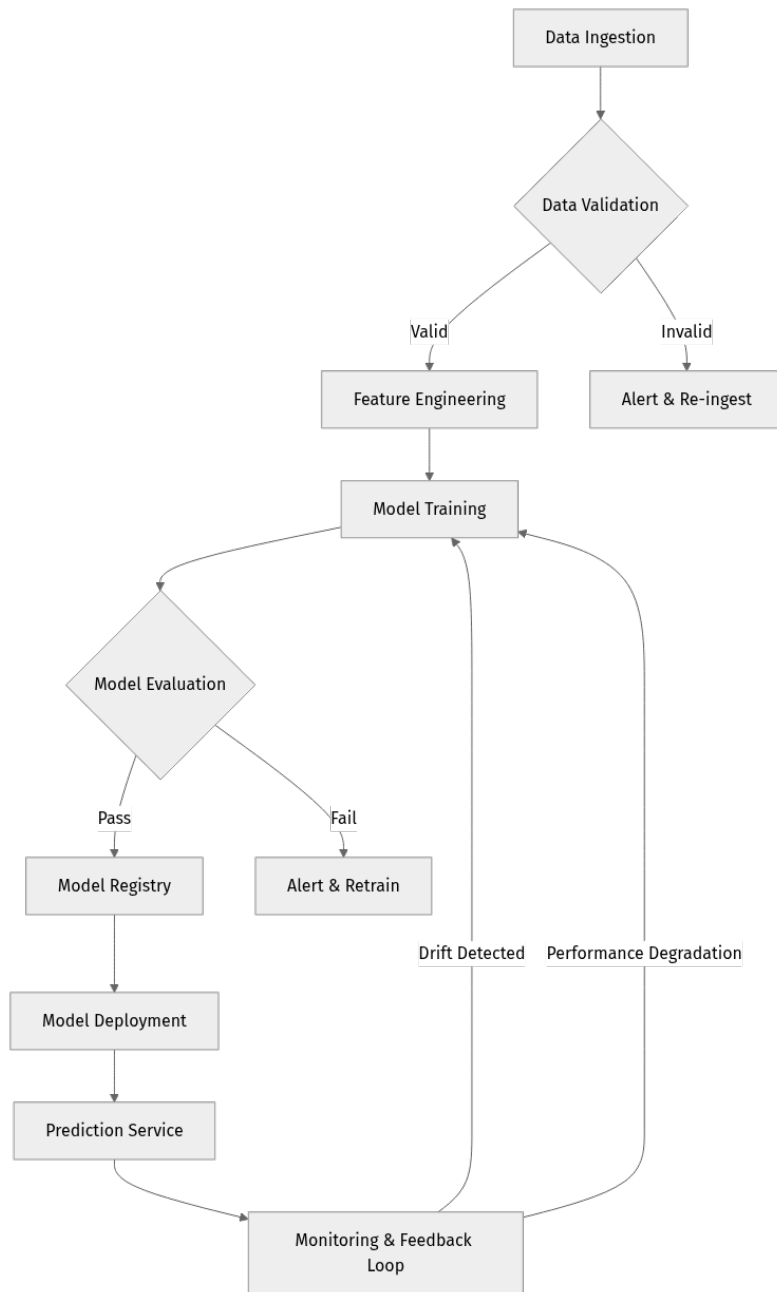 Data Ingestion
Data Validation
Valid
Invalid
Feature Engineering
Alert & Re-ingest
Model Training
Model Evaluation
Pass
Fail
Model Registry
Alert & Retrain
Drift Detected
Performance Degradation
Model Deployment
Prediction Service
Monitoring & Feedback
Loop